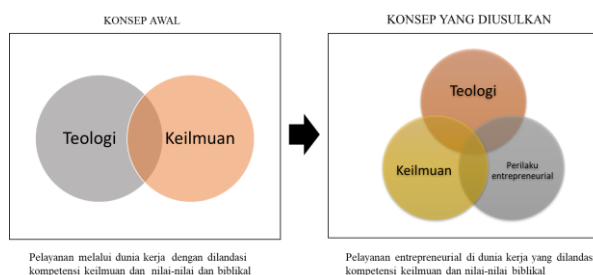 KONSEP AWAL
Teologi
Keilmuan
Pelayanan melalui dunia kerja dengan dilandasi
kompetensi keilmuan dan nilai-nilai dan biblikal
KONSEP YANG DIUSULKAN
Teologi
Keilmuan
Perilaku
entrepreneurial
Pelayanan entrepreneurial di dunia kerja yang dilandas
kompetensi keilmuan dan nilai-nilai biblikal